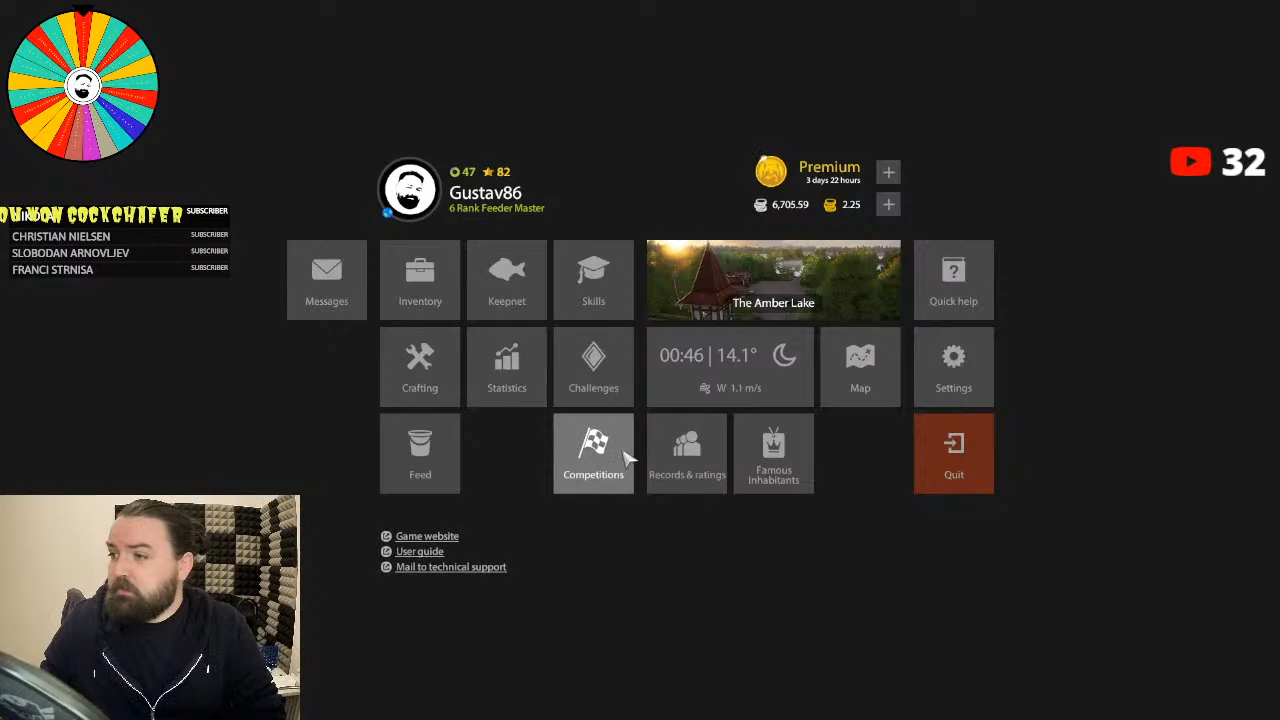 32
VON COCKCHAFER
SUBSCRIBER
CHRISTIAN NIELSEN
SUBSCRIBER
SLOBODAN ARNOVLJEV
SUBSCRIBER
FRANCI STRNISA
SUBSCRIBER
47
82
Gustav86
6 Rank Feeder Master
Premium
3 days 22 hours
+
6,705.59
2.25
+
Messages
Inventory
Keepnet
Skills
The Amber Lake
?
Quick help
Crafting
Statistics
Challenges
00:46 | 14.1°
W 1.1 m/s
Map
Settings
Feed
Competitions
Records & ratings
Famous
Inhabitants
Quit
Game website
User guide
Mail to technical support